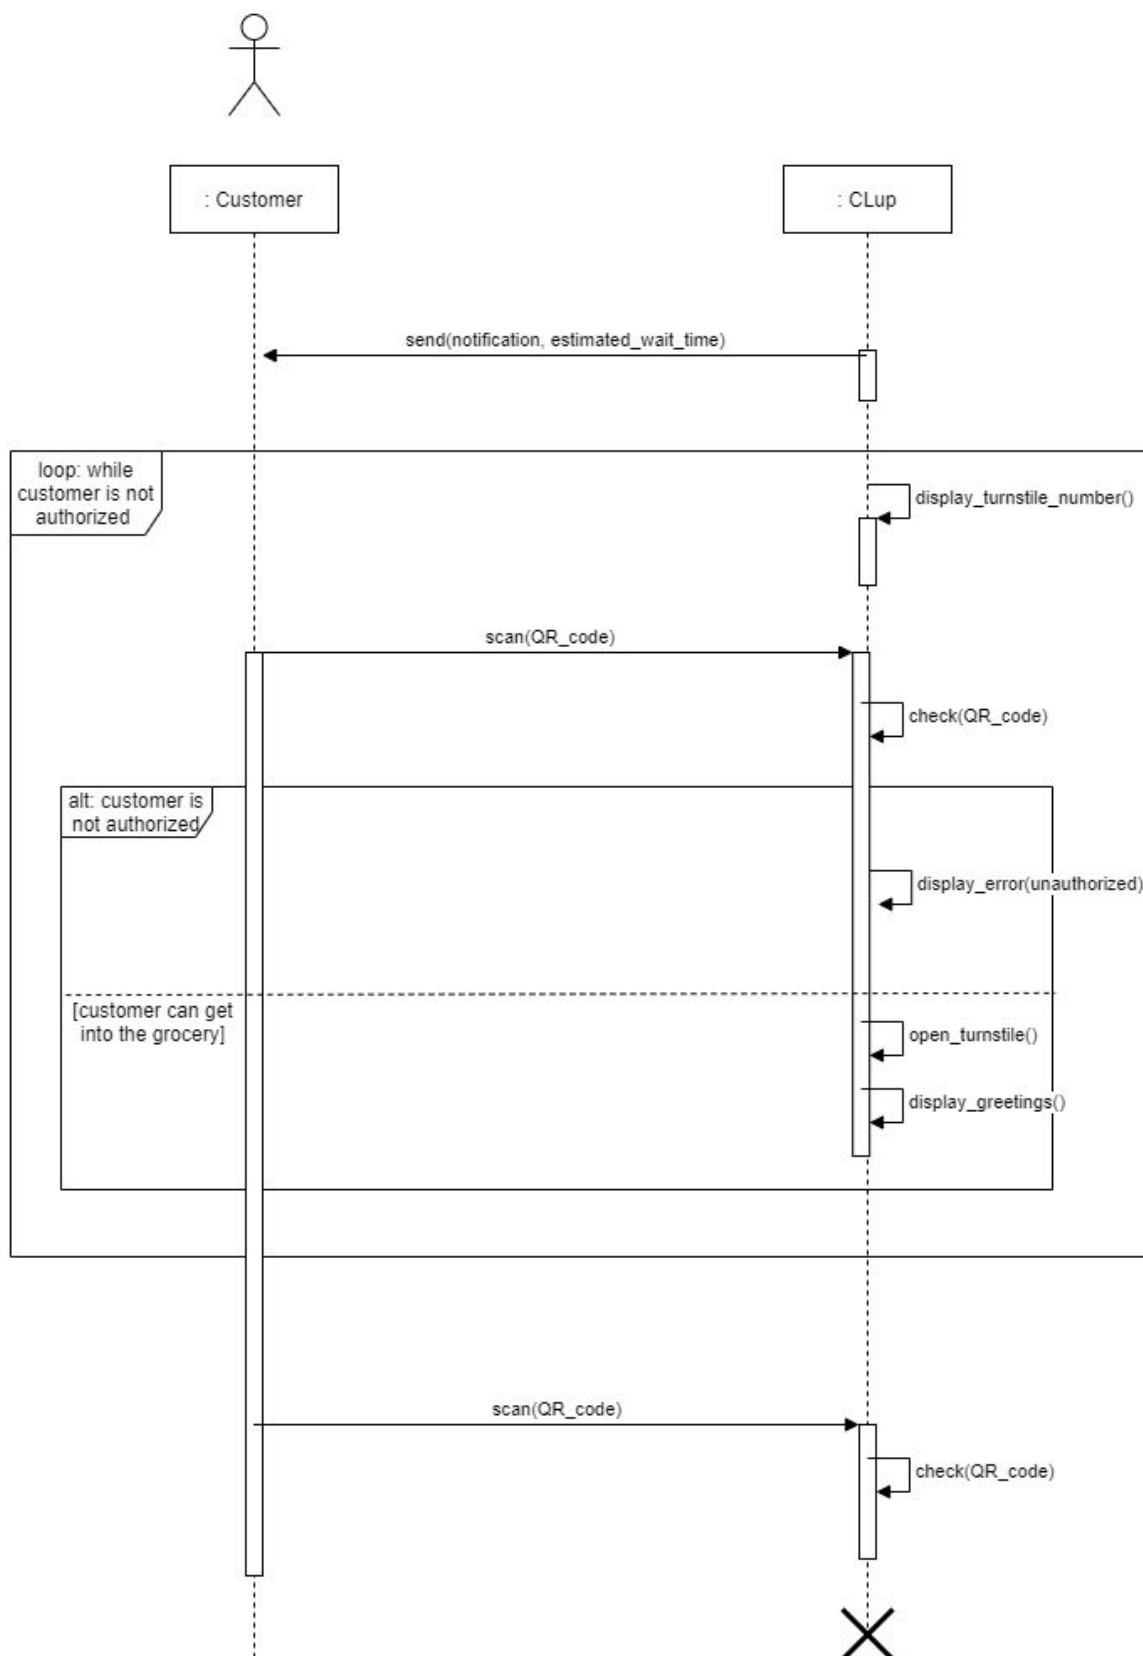 : Customer
: CLup
send(notification, estimated_wait_time)
loop: while
customer is not
authorized
display_turnstile_number()
scan(QR_code)
check(QR_code)
alt: customer is
not authorized
display_error(unauthorized)
[customer can get
into the grocery]
open_turnstile()
display_greetings()
scan(QR_code)
check(QR_code)